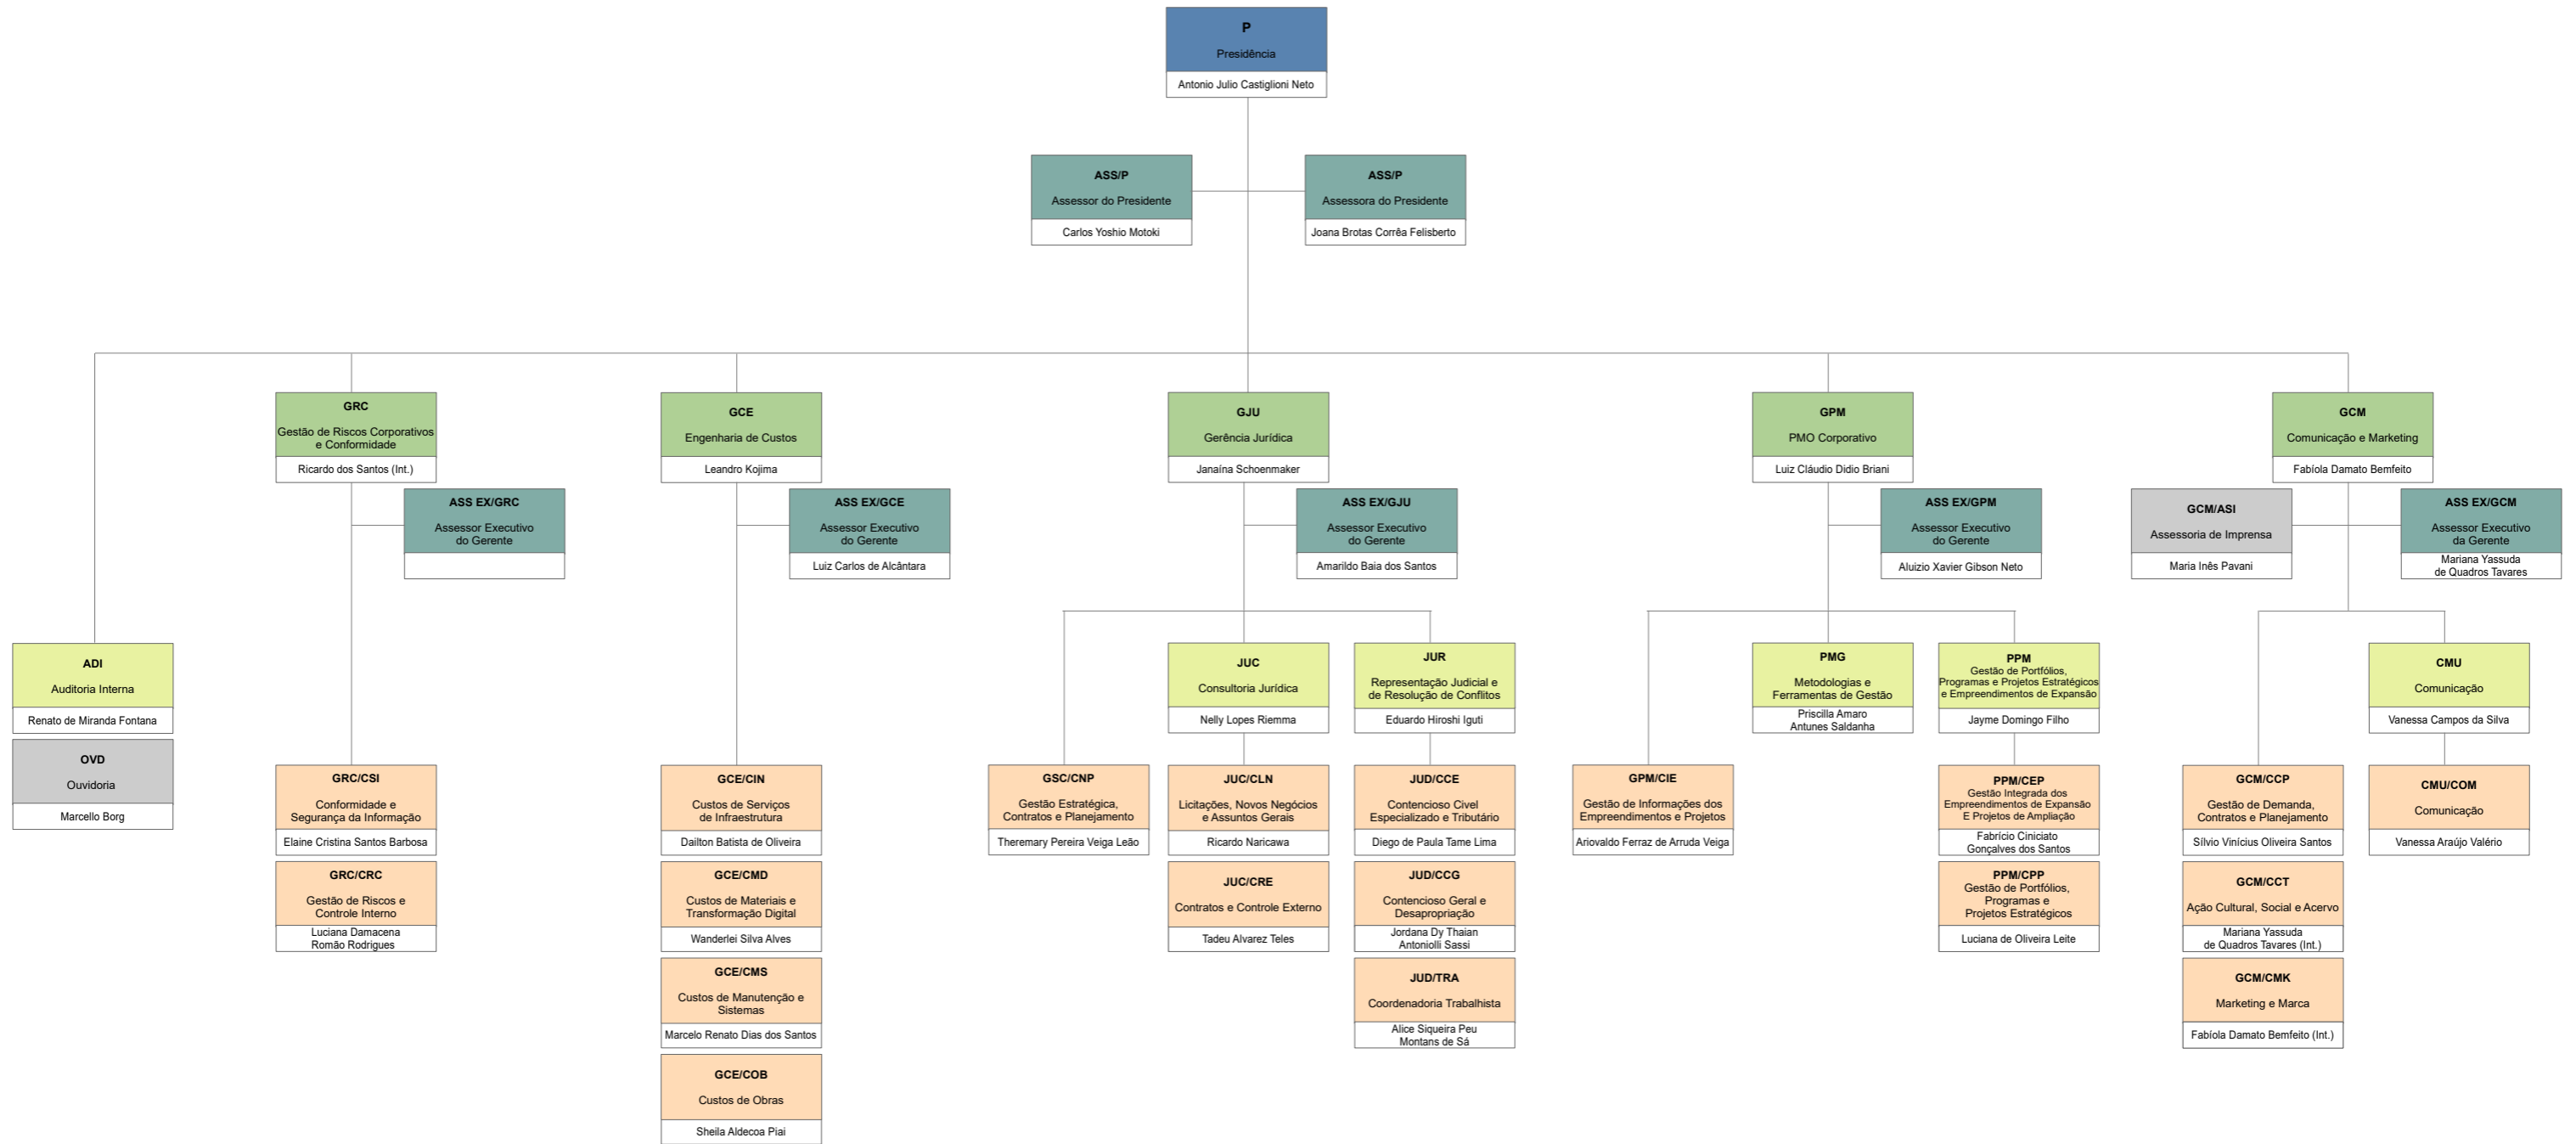 P
Presidência
Antonio Julio Castiglioni Neto
ASS/P
Assessor do Presidente
Carlos Yoshio Motoki
ASS/P
Assessora do Presidente
Joana Brotas Corrêa Felisberto
GRC
Gestão de Riscos Corporativos
e Conformidade
Ricardo dos Santos (Int.)
GCE
Engenharia de Custos
Leandro Kojima
GJU
Gerência Jurídica
Janaína Schoenmaker
GPM
PMO Corporativo
Luiz Cláudio Didio Briani
GCM
Comunicação e Marketing
Fabíola Damato Bemfeito
ASS EX/GRC
Assessor Executivo
do Gerente
ASS EX/GCE
Assessor Executivo
do Gerente
Luiz Carlos de Alcântara
ASS EX/GJU
Assessor Executivo
do Gerente
Amarildo Baia dos Santos
ASS EX/GPM
Assessor Executivo
do Gerente
Aluizio Xavier Gibson Neto
GCM/ASI
Assessoria de Imprensa
Maria Inês Pavani
ASS EX/GCM
Assessor Executivo
da Gerente
Mariana Yassuda
de Quadros Tavares
ADI
Auditoria Interna
Renato de Miranda Fontana
JUC
Consultoria Jurídica
Nelly Lopes Riemma
JUR
Representação Judicial e
de Resolução de Conflitos
Eduardo Hiroshi Iguti
PMG
Metodologias e
Ferramentas de Gestão
Priscilla Amaro
Antunes Saldanha
PPM
Gestão de Portfólios,
Programas e Projetos Estratégicos
e Empreendimentos de Expansão
Jayme Domingo Filho
CMU
Comunicação
Vanessa Campos da Silva
OVD
Ouvidoria
Marcello Borg
GRC/CSI
Conformidade e
Segurança da Informação
Elaine Cristina Santos Barbosa
GCE/CIN
Custos de Serviços
de Infraestrutura
Dailton Batista de Oliveira
GSC/CNP
Gestão Estratégica,
Contratos e Planejamento
Theremary Pereira Veiga Leão
JUC/CLN
Licitações, Novos Negócios
e Assuntos Gerais
Ricardo Naricawa
JUD/CCE
Contencioso Civel
Especializado e Tributário
Diego de Paula Tame Lima
GPM/CIE
Gestão de Informações dos
Empreendimentos e Projetos
Ariovaldo Ferraz de Arruda Veiga
PPM/CEP
Gestão Integrada dos
Empreendimentos de Expansão
E Projetos de Ampliação
Fabrício Ciniciato
Gonçalves dos Santos
GCM/CCP
Gestão de Demanda,
Contratos e Planejamento
Sílvio Vinícius Oliveira Santos
CMU/COM
Comunicação
Vanessa Araújo Valério
GRC/CRC
Gestão de Riscos e
Controle Interno
Luciana Damacena
Romão Rodrigues
GCE/CMD
Custos de Materiais e
Transformação Digital
Wanderlei Silva Alves
JUC/CRE
Contratos e Controle Externo
Tadeu Alvarez Teles
JUD/CCG
Contencioso Geral e
Desapropriação
Jordana Dy Thaian
Antoniolli Sassi
PPM/CPP
Gestão de Portfólios,
Programas e
Projetos Estratégicos
Luciana de Oliveira Leite
GCM/CCT
Ação Cultural, Social e Acervo
Mariana Yassuda
de Quadros Tavares (Int.)
GCE/CMS
Custos de Manutenção e
Sistemas
Marcelo Renato Dias dos Santos
JUD/TRA
Coordenadoria Trabalhista
Alice Siqueira Peu
Montans de Sá
GCM/CMK
Marketing e Marca
Fabíola Damato Bemfeito (Int.)
GCE/COB
Custos de Obras
Sheila Aldecoa Piai